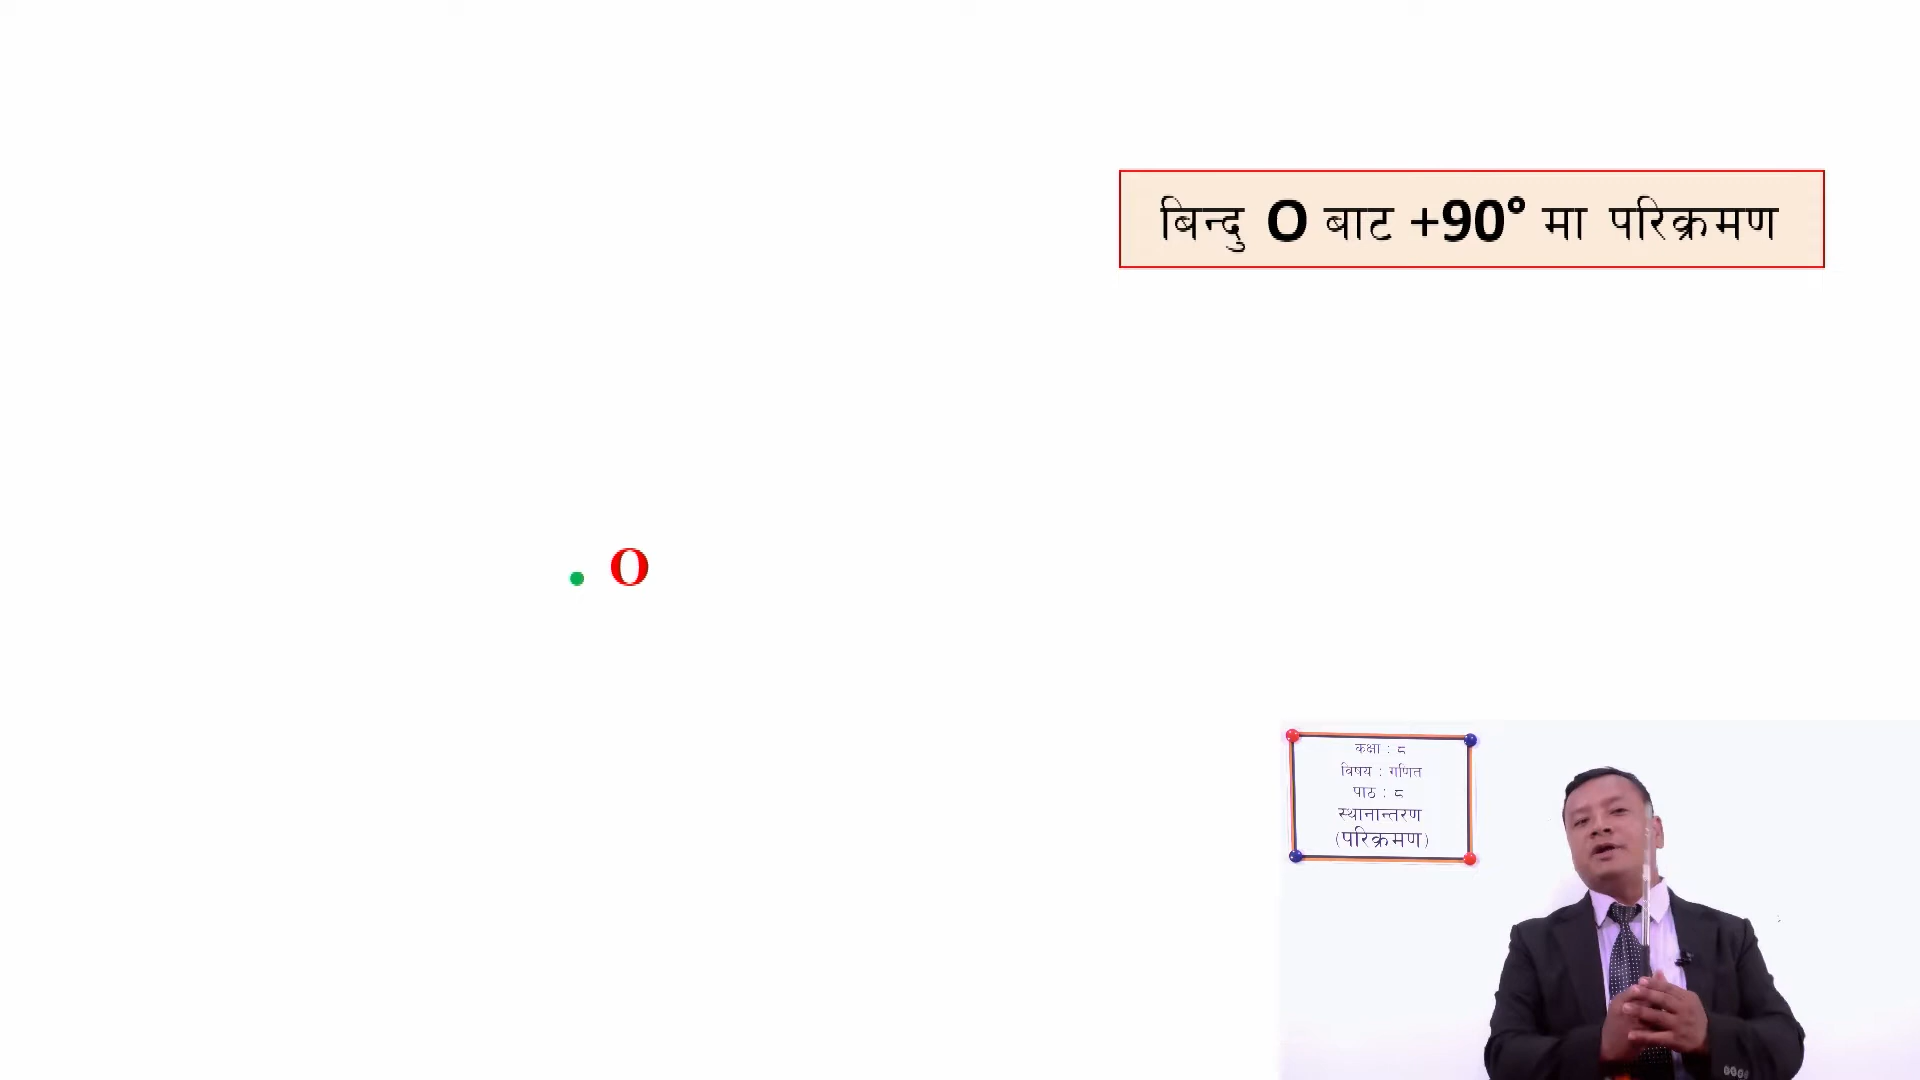 बिन्दु O बाट +90° मा परिक्रमण
O
कक्षा : ८
विषय : गणित
पाठ : ८
स्थानान्तरण
(परिक्रमण)